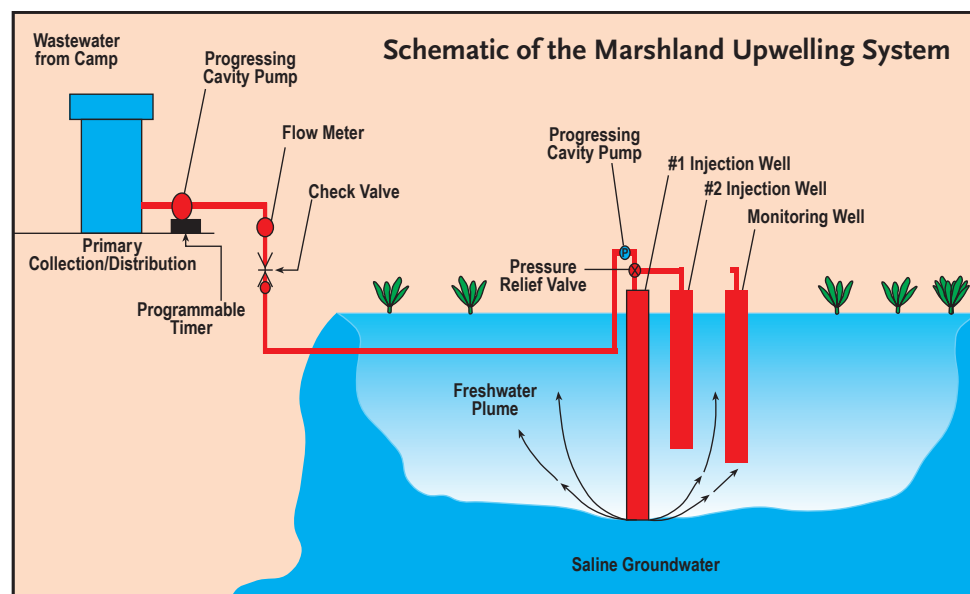 Schematic of the Marshland Upwelling System
Wastewater
from Camp
Progressing
Cavity Pump
Flow Meter
Check Valve
Primary
Collection/Distribution
Programmable
Timer
Progressing
Cavity Pump
#1 Injection Well
#2 Injection Well
Monitoring Well
P
Pressure
Relief Valve
Freshwater
Plume
Saline Groundwater